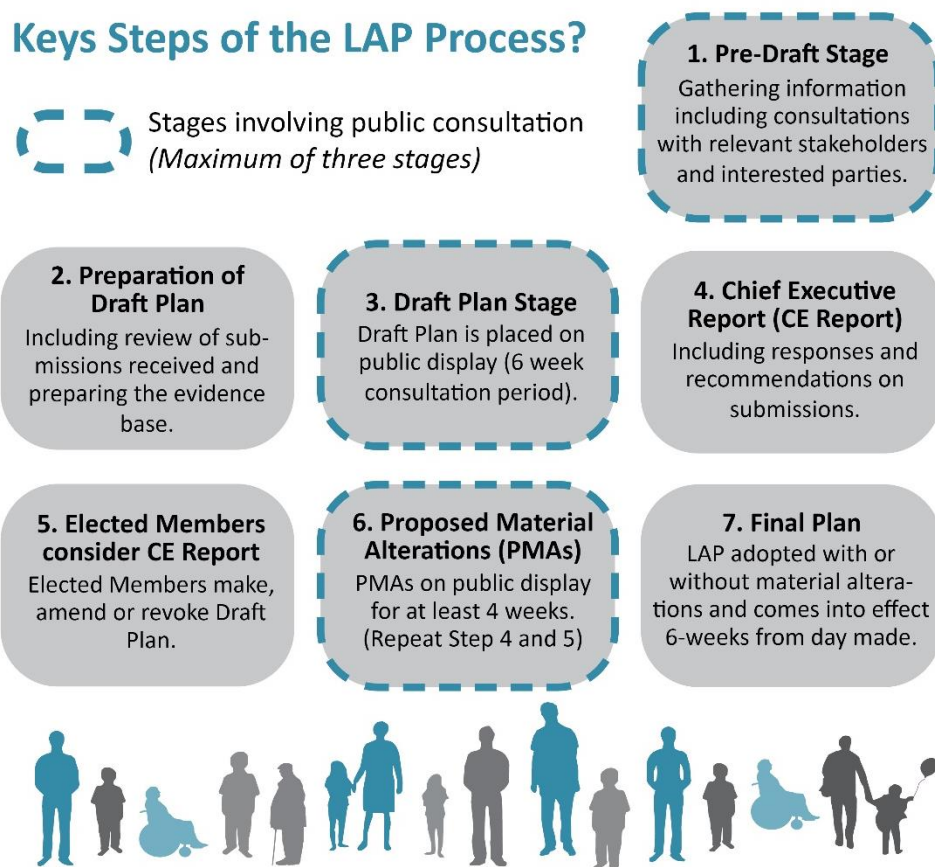 Keys Steps of the LAP Process?
Stages involving public consultation
(Maximum of three stages)
1. Pre-Draft Stage
Gathering information
including consultations
with relevant stakeholders
and interested parties.
2. Preparation of
Draft Plan
Including review of sub-
missions received and
preparing the evidence
base.
3. Draft Plan Stage
Draft Plan is placed on
public display (6 week
consultation period).
4. Chief Executive
Report (CE Report)
Including responses and
recommendations on
submissions.
5. Elected Members
consider CE Report
Elected Members make,
amend or revoke Draft
Plan.
6. Proposed Material
Alterations (PMAs)
PMAs on public display
for at least 4 weeks.
(Repeat Step 4 and 5)
7. Final Plan
LAP adopted with or
without material altera-
tions and comes into effect
6-weeks from day made.